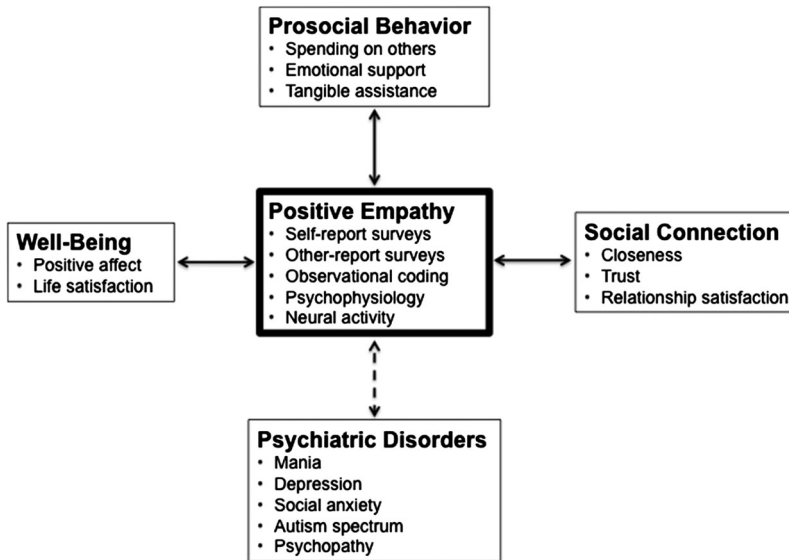 Prosocial Behavior
• Spending on others
• Emotional support
• Tangible assistance
Positive Empathy
• Self-report surveys
• Other-report surveys
• Observational coding
• Psychophysiology
• Neural activity
Well-Being
• Positive affect
• Life satisfaction
Social Connection
• Closeness
• Trust
• Relationship satisfaction
Psychiatric Disorders
• Mania
• Depression
• Social anxiety
• Autism spectrum
• Psychopathy